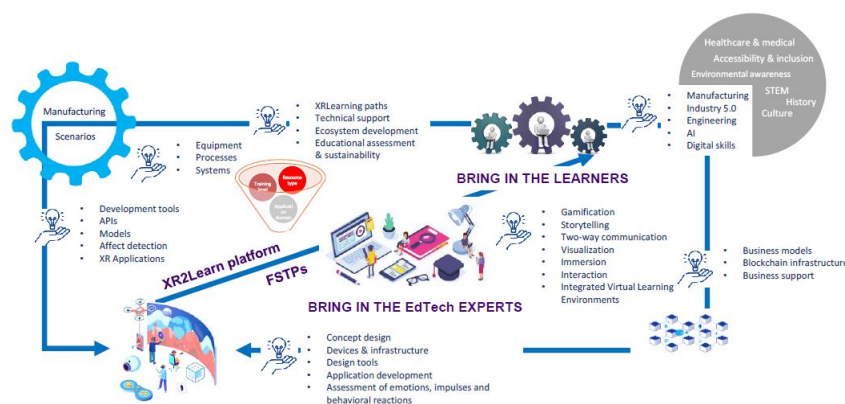 Healthcare & medical
Accessibility & inclusion
Environmental awareness
STEM
History
Culture
Manufacturing
Scenarios
• XRLearning paths
• Technical support
• Ecosystem development
• Educational assessment
& sustainability
• Manufacturing
• Industry 5.0
• Engineering
• AI
• Digital skills
• Equipment
• Processes
• Systems
Training
level
Resource
type
Applicati
on
domain
BRING IN THE LEARNERS
• Development tools
• APIs
• Models
• Affect detection
• XR Applications
• Gamification
• Storytelling
• Two-way communication
• Visualization
• Immersion
• Interaction
• Integrated Virtual Learning
Environments
• Business models
• Blockchain infrastructure
• Business support
XR2Learn platform
FSTPs
BRING IN THE EdTech EXPERTS
• Concept design
• Devices & infrastructure
• Design tools
• Application development
• Assessment of emotions, impulses and
behavioral reactions